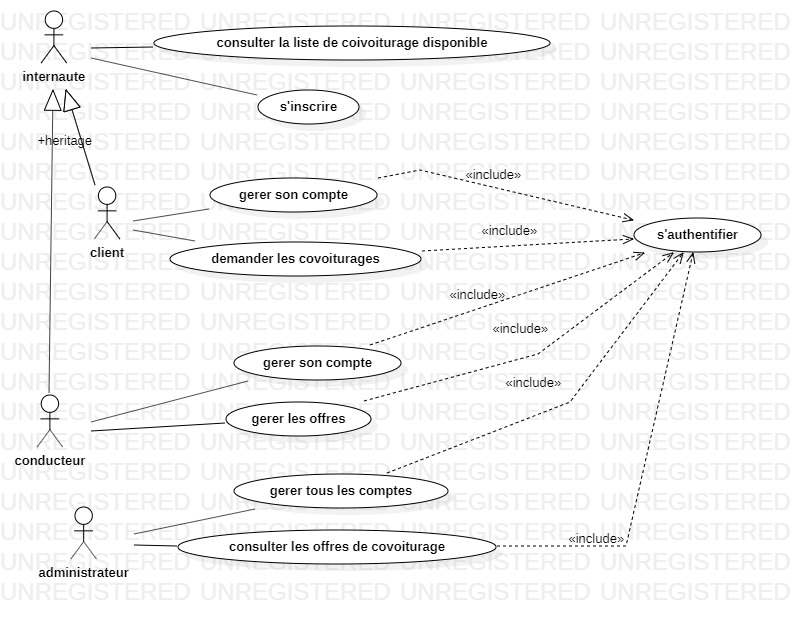 UNREGISTERED UNREGISTERED UNREGISTERED UNREGISTERED
consulter la liste de coivoiturage disponible
internaute
s'inscrire
+heritage
«include»
gerer son compte
client
«include»
s'authentifier
demander les covoiturages
«include»
«include»
gerer son compte
«include»
gerer les offres
conducteur
gerer tous les comptes
«include»
consulter les offres de covoiturage
administrateur